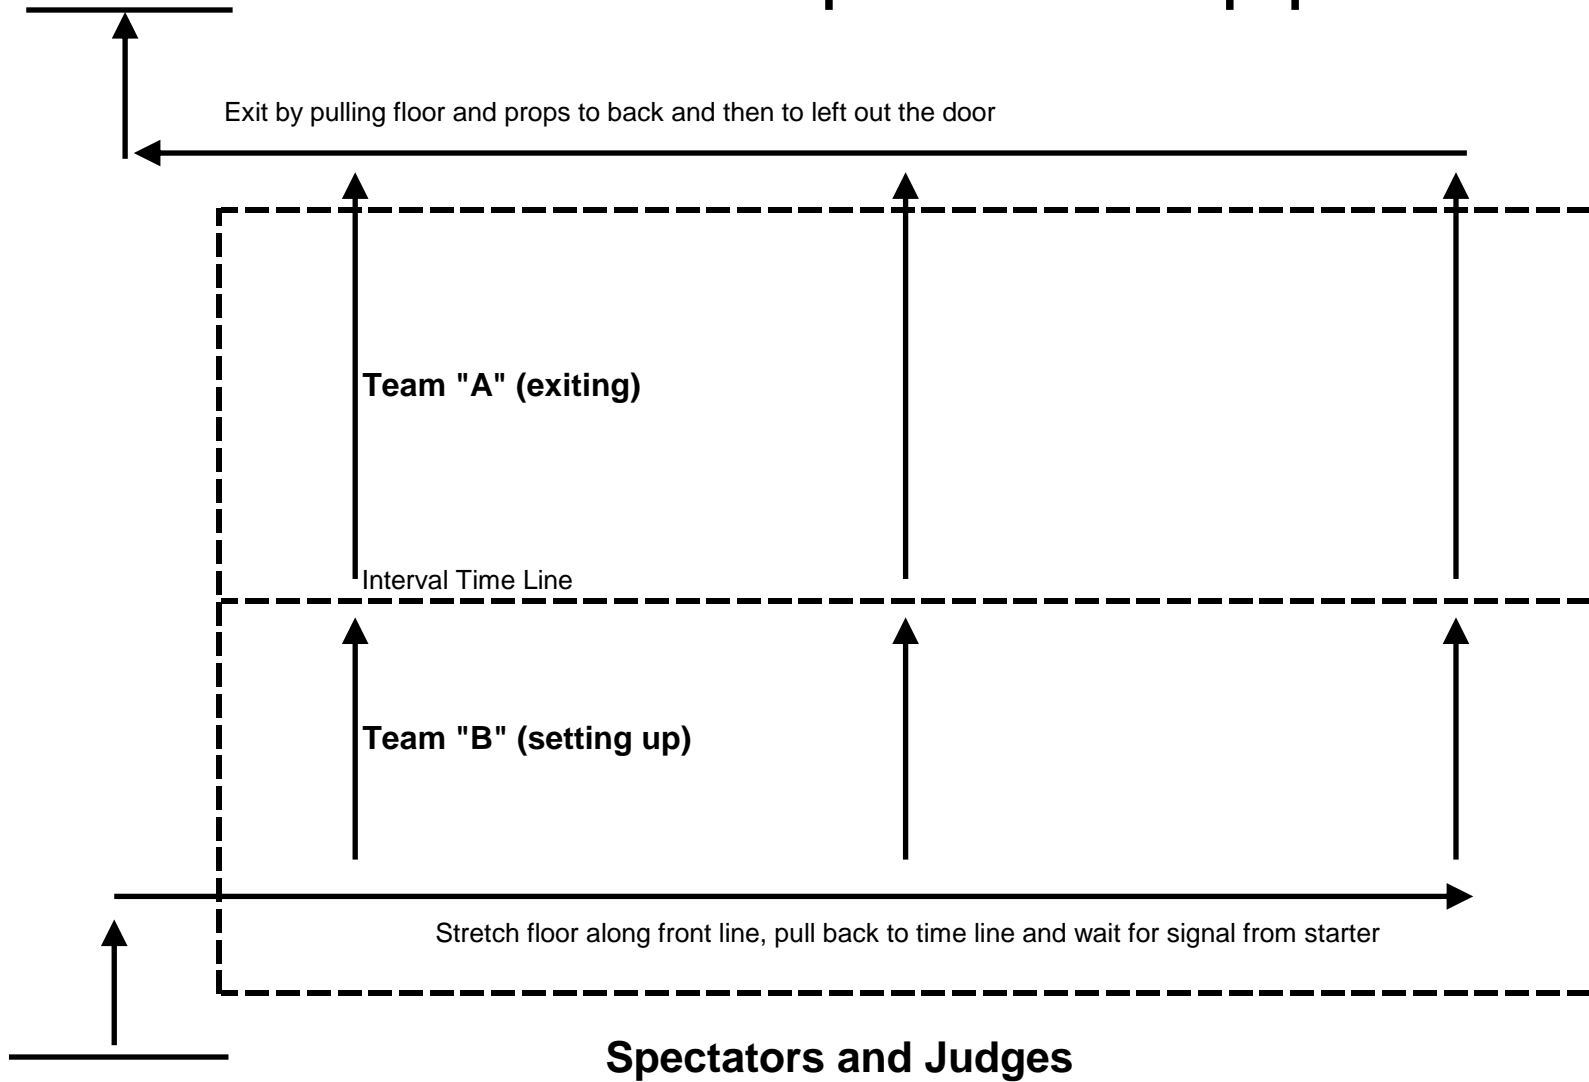 Exit by pulling floor and props to back and then to left out the door
Team "A" (exiting)
Interval Time Line
Team "B" (setting up)
Stretch floor along front line, pull back to time line and wait for signal from starter
Spectators and Judges